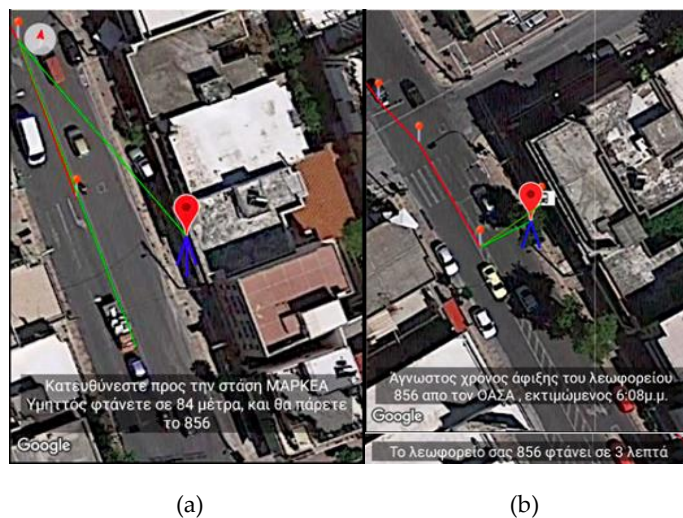 Κατευθύνεστε προς την στάση ΜΑΡΚΕΑ
Υμηττός φτάνετε σε 84 μέτρα, και θα πάρετε
το 856
Google
Άγνωστος χρόνος άφιξης του λεωφορείου
856 απο τον ΟΑΣΑ , εκτιμώμενος 6:08μ.μ.
Google
Το λεωφορείο σας 856 φτάνει σε 3 λεπτά
(a)
(b)